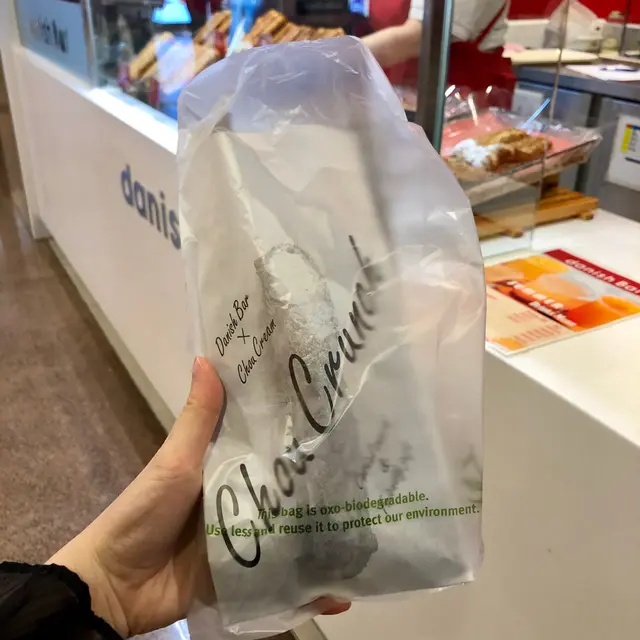 danis
Danish Bar
X
Chou Cream
Chou Crunch
This bag is oxo-biodegradable.
Use less and reuse it to protect our environment.
danish Bar